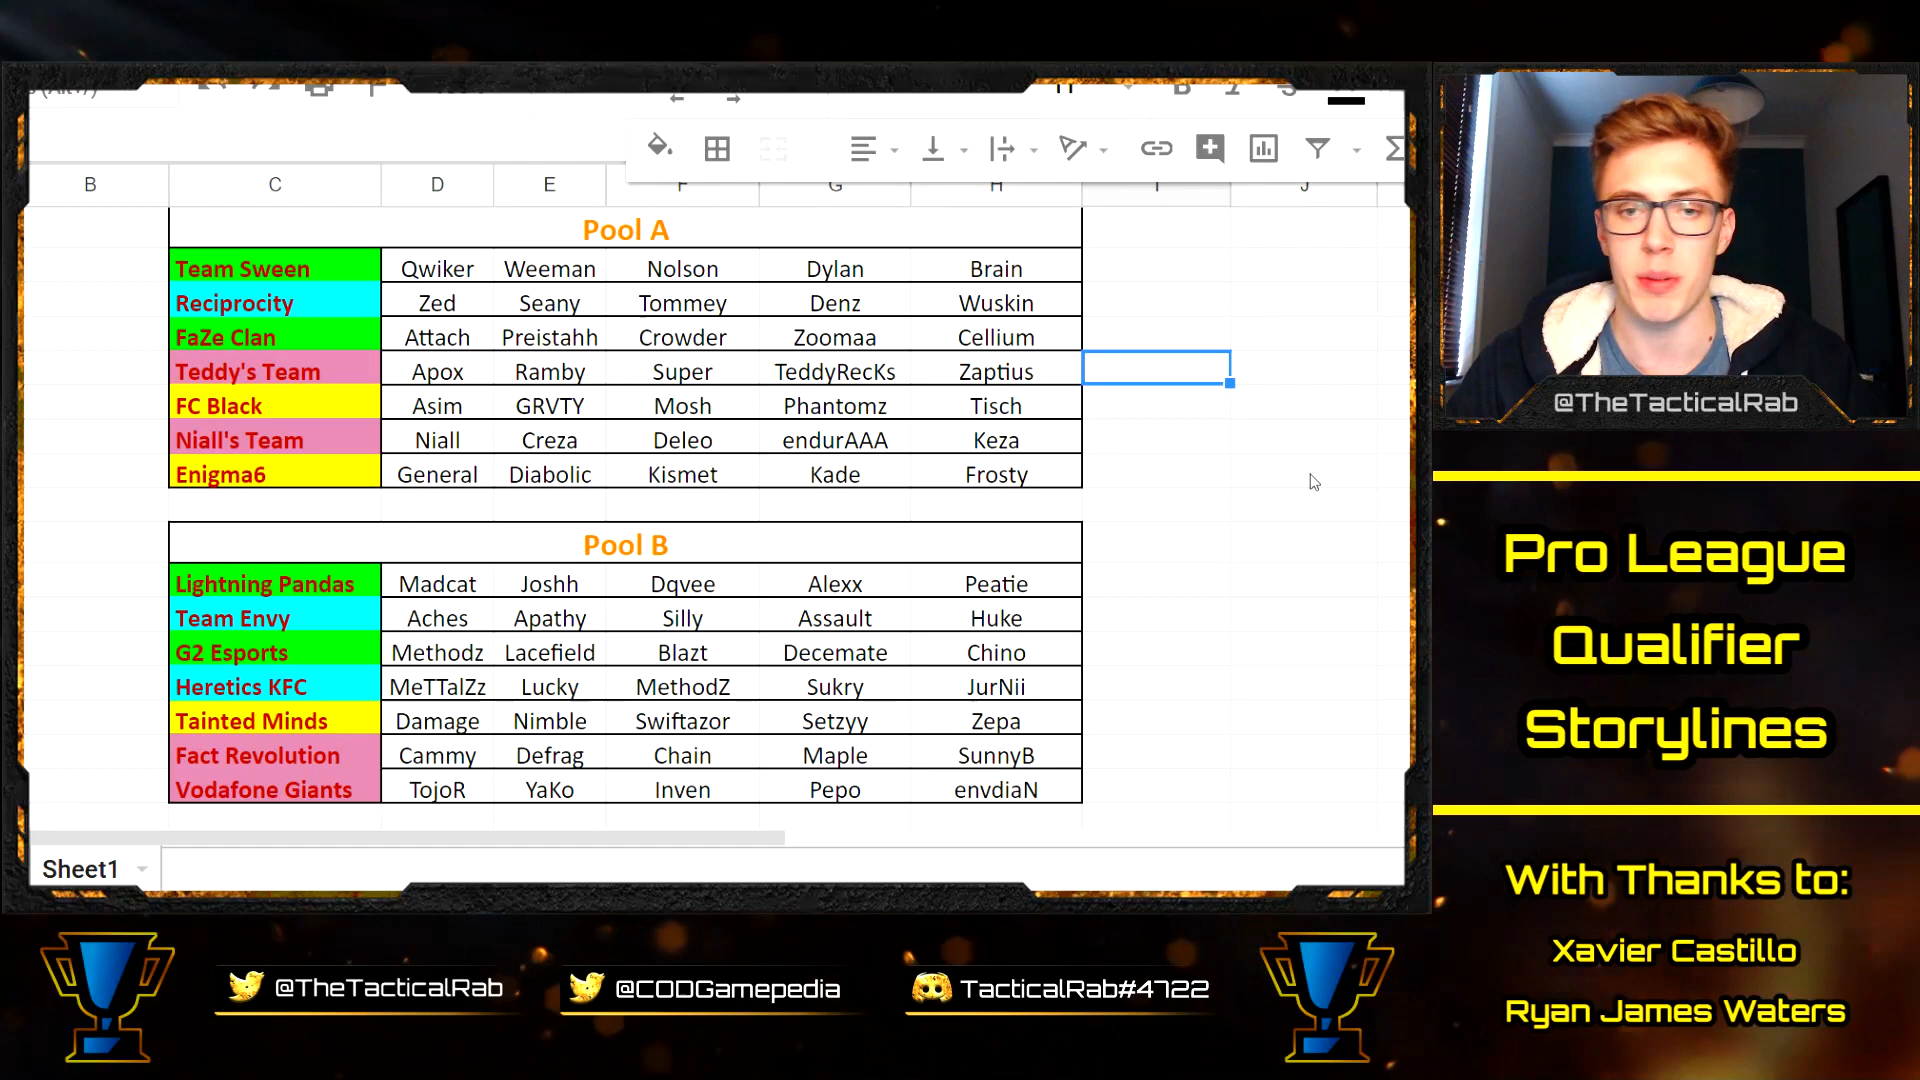 B C D E F G H I J
Pool A
Team Sween Qwiker Weeman Nolson Dylan Brain
Reciprocity Zed Seany Tommey Denz Wuskin
FaZe Clan Attach Preistahh Crowder Zoomaa Cellium
Teddy's Team Apox Ramby Super TeddyRecKs Zaptius
FC Black Asim GRVTY Mosh Phantomz Tisch
Niall's Team Niall Creza Deleo endurAAA Keza
Enigma6 General Diabolic Kismet Kade Frosty
Pool B
Lightning Pandas Madcat Joshh Dqvee Alexx Peatie
Team Envy Aches Apathy Silly Assault Huke
G2 Esports Methodz Lacefield Blazt Decemate Chino
Heretics KFC MeTTalZz Lucky MethodZ Sukry JurNii
Tainted Minds Damage Nimble Swiftazor Setzyy Zepa
Fact Revolution Cammy Defrag Chain Maple SunnyB
Vodafone Giants TojoR YaKo Inven Pepo envdiaN
Sheet1
@TheTacticalRab
Pro League
Qualifier
Storylines
With Thanks to:
Xavier Castillo
Ryan James Waters
@TheTacticalRab
@CODGamepedia
TacticalRab#4722